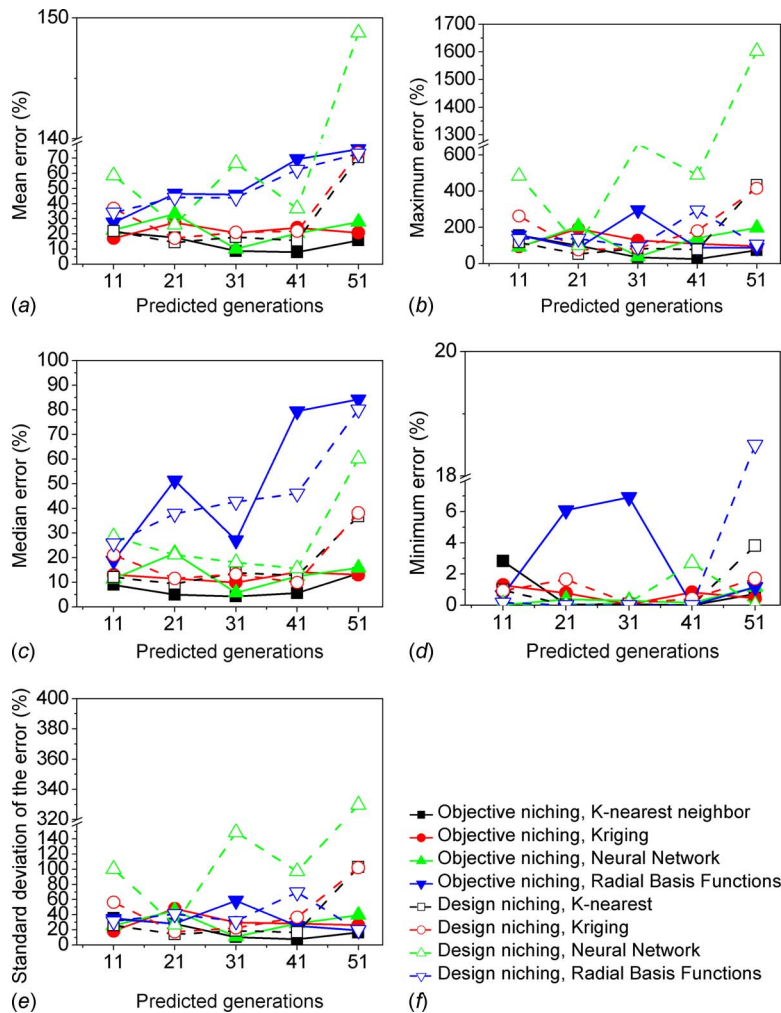 150
140
70
60
50
40
30
20
10
0
Mean error (%)
11 21 31 41 51
(a) Predicted generations
1700
1600
1500
1400
1300
600
400
200
0
Maximum error (%)
11 21 31 41 51
(b) Predicted generations
100
90
80
70
60
50
40
30
20
10
0
Median error (%)
11 21 31 41 51
(c) Predicted generations
20
18
6
4
2
0
Minimum error (%)
11 21 31 41 51
(d) Predicted generations
400
380
360
340
320
140
120
100
80
60
40
20
0
Standard deviation of the error (%)
11 21 31 41 51
(e) Predicted generations
Objective niching, K-nearest neighbor
Objective niching, Kriging
Objective niching, Neural Network
Objective niching, Radial Basis Functions
Design niching, K-nearest
Design niching, Kriging
Design niching, Neural Network
Design niching, Radial Basis Functions
(f)